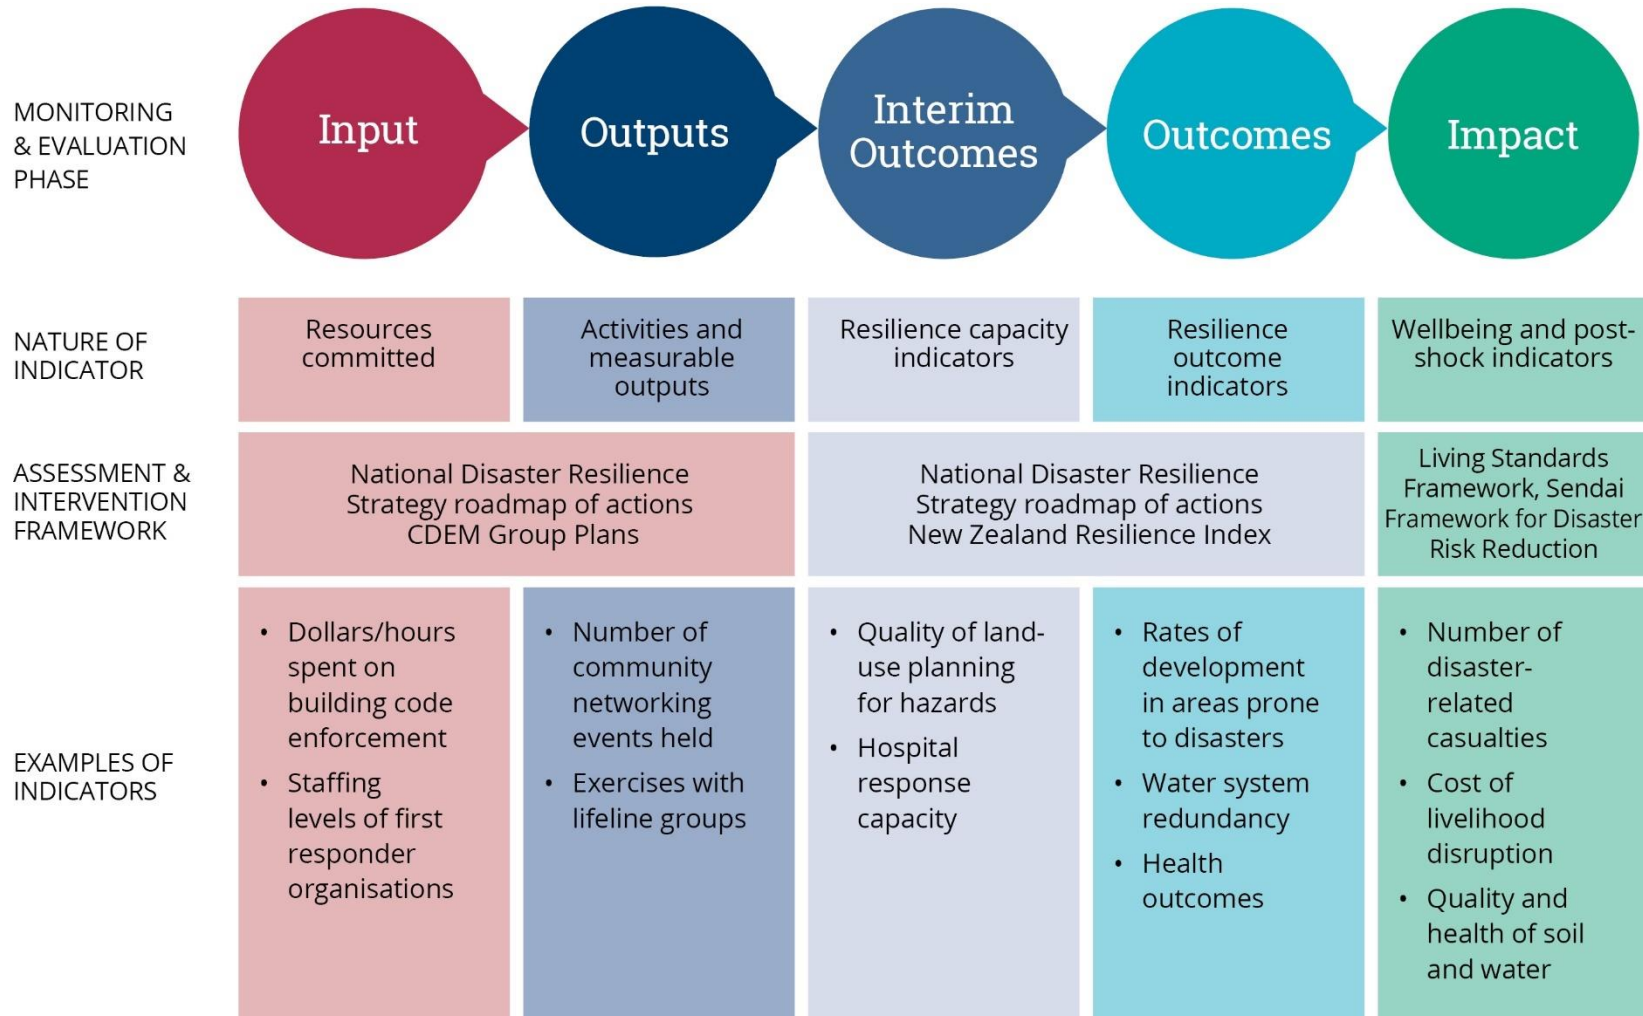 MONITORING
& EVALUATION
PHASE
Input
Outputs
Interim
Outcomes
Outcomes
Impact
NATURE OF
INDICATOR
Resources
committed
Activities and
measurable
outputs
Resilience capacity
indicators
Resilience
outcome
indicators
Wellbeing and post-
shock indicators
ASSESSMENT &
INTERVENTION
FRAMEWORK
National Disaster Resilience
Strategy roadmap of actions
CDEM Group Plans
National Disaster Resilience
Strategy roadmap of actions
New Zealand Resilience Index
Living Standards
Framework, Sendai
Framework for Disaster
Risk Reduction
EXAMPLES OF
INDICATORS
• Dollars/hours
spent on
building code
enforcement
• Staffing
levels of first
responder
organisations
• Number of
community
networking
events held
• Exercises with
lifeline groups
• Quality of land-
use planning
for hazards
• Hospital
response
capacity
• Rates of
development
in areas prone
to disasters
• Water system
redundancy
• Health
outcomes
• Number of
disaster-
related
casualties
• Cost of
livelihood
disruption
• Quality and
health of soil
and water